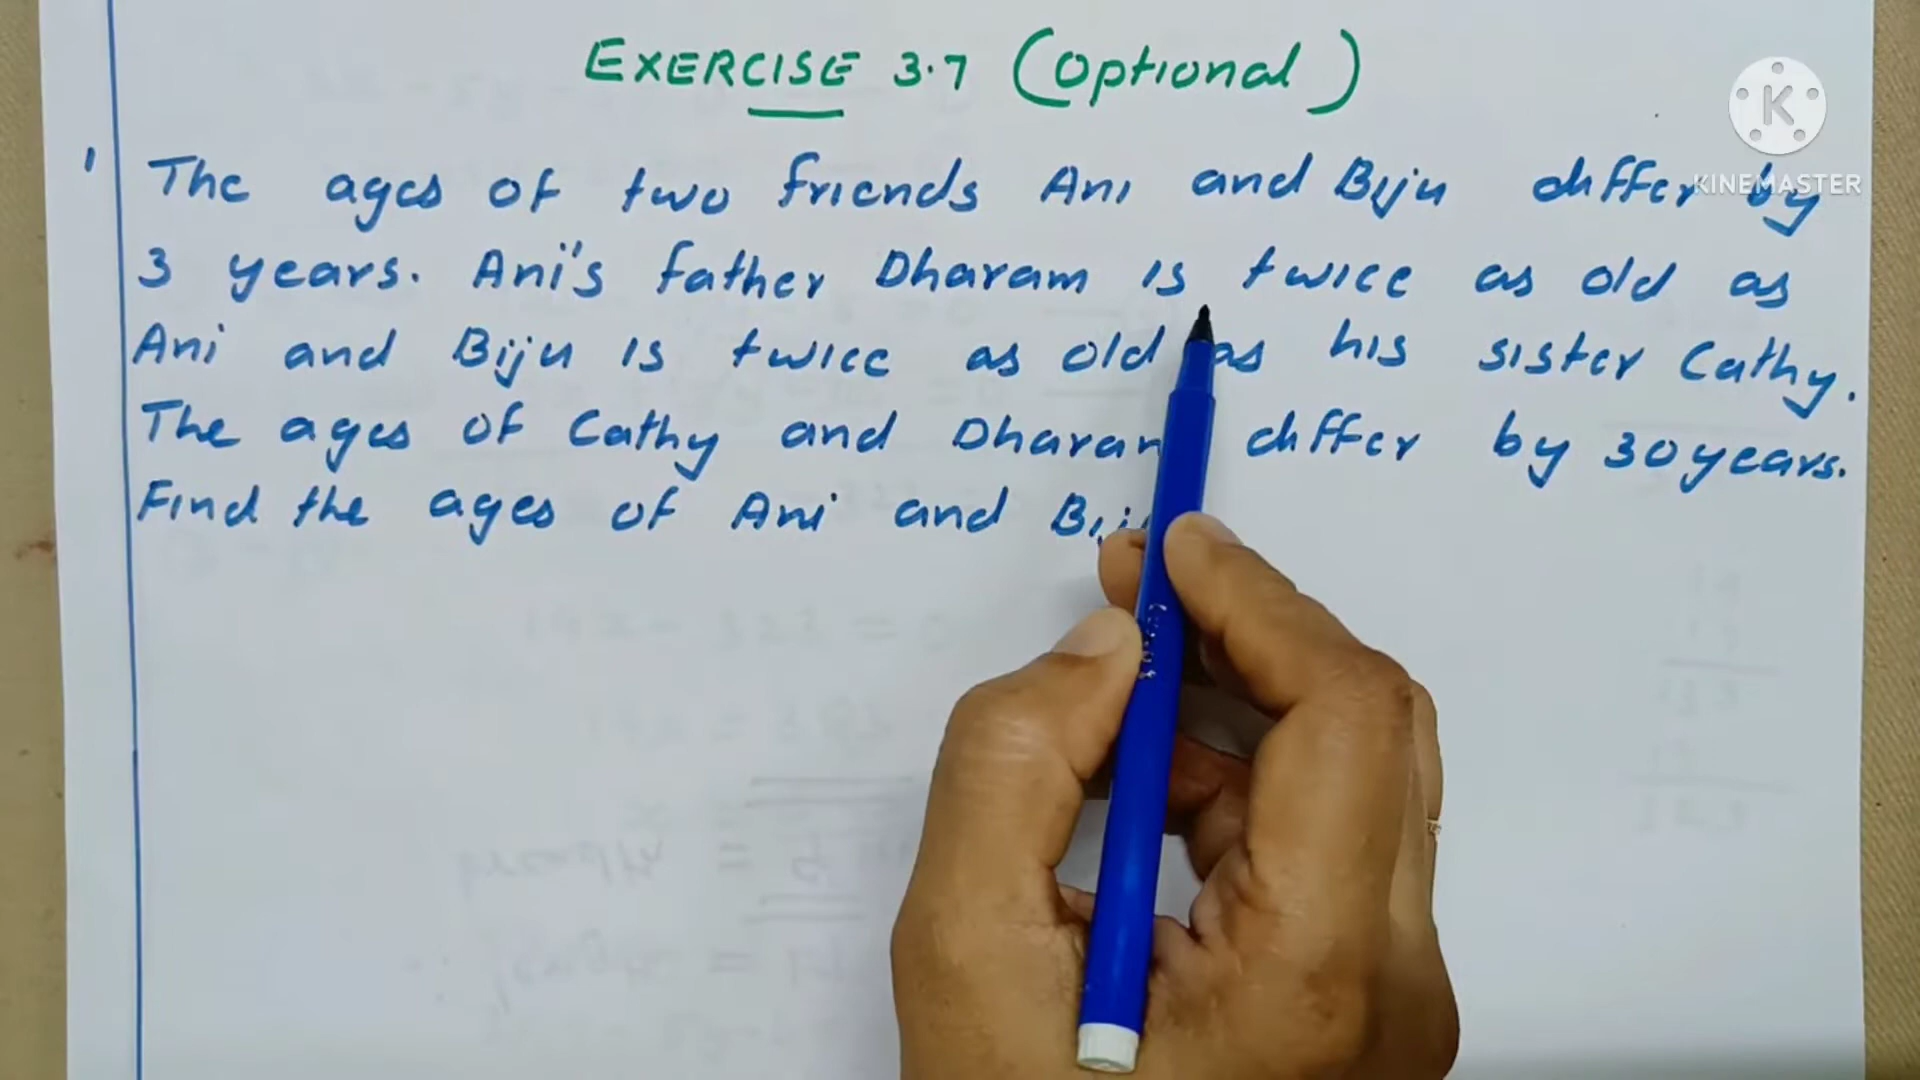 EXERCISE 3.7 (Optional)
K
KINEMASTER
1 The ages of two friends Ani and Biju differ by
3 years. Ani's father Dharam is twice as old as
Ani and Biju is twice as old as his sister Cathy.
The ages of Cathy and Dharam differ by 30 years.
Find the ages of Ani and